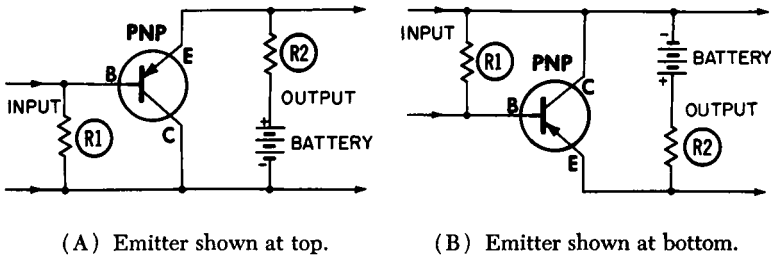 PNP
E
R2
B
INPUT
OUTPUT
R1
C
+
BATTERY
-
(A) Emitter shown at top.
INPUT
R1
PNP
C
-
BATTERY
+
B
OUTPUT
E
R2
(B) Emitter shown at bottom.